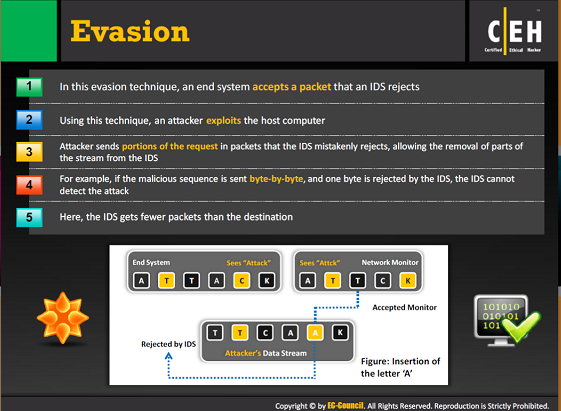 Evasion
C|EH
Certified Ethical Hacker
1 In this evasion technique, an end system accepts a packet that an IDS rejects
2 Using this technique, an attacker exploits the host computer
3 Attacker sends portions of the request in packets that the IDS mistakenly rejects, allowing the removal of parts of
the stream from the IDS
4 For example, if the malicious sequence is sent byte-by-byte, and one byte is rejected by the IDS, the IDS cannot
detect the attack
5 Here, the IDS gets fewer packets than the destination
End System Sees "Attack"
A T T A C K
Sees "Attck" Network Monitor
A T T C K
Accepted Monitor
T T C A A K
Attacker's Data Stream
Rejected by IDS
Figure: Insertion of
the letter 'A'
101010
010101
101
Copyright © by EC-Council. All Rights Reserved. Reproduction is Strictly Prohibited.